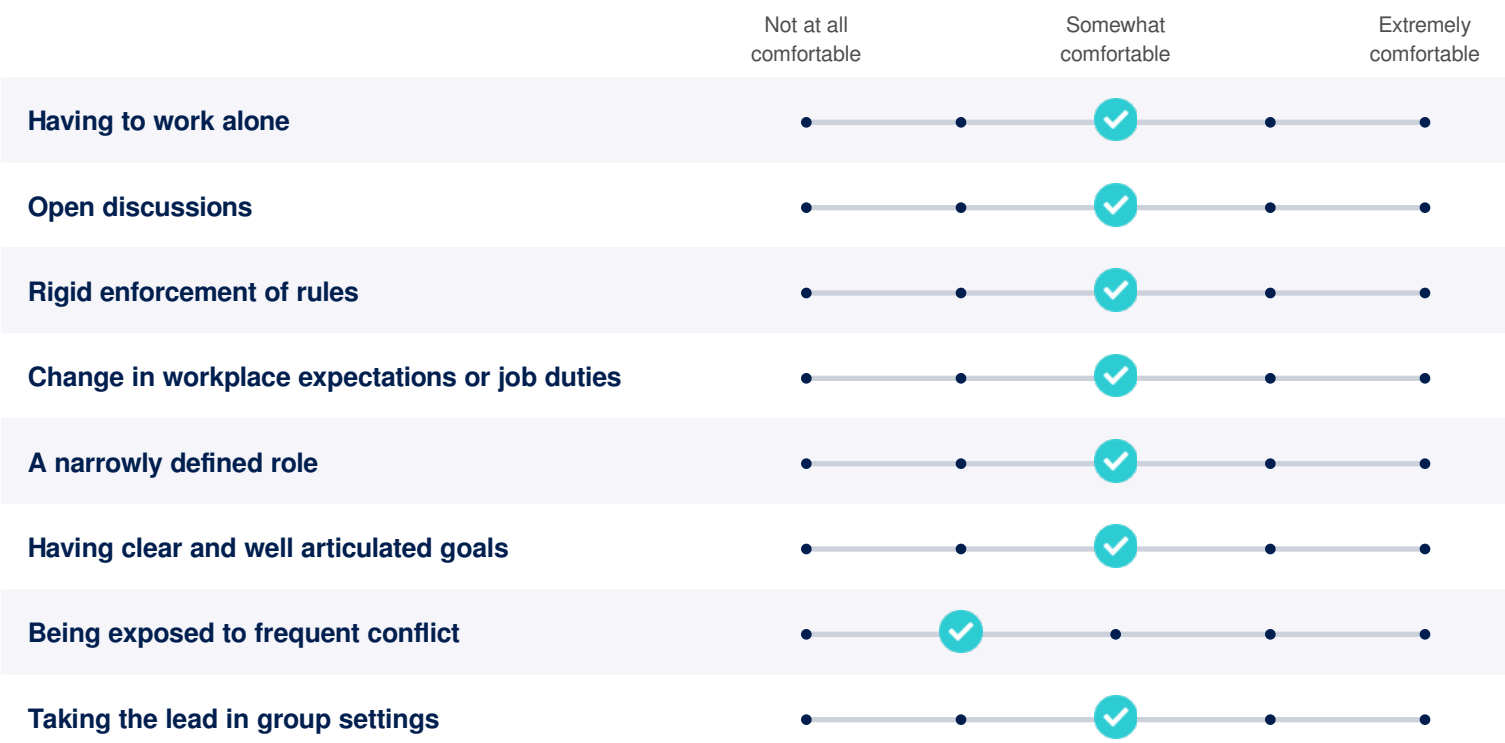 Not at all comfortable
Somewhat comfortable
Extremely comfortable
Having to work alone
Open discussions
Rigid enforcement of rules
Change in workplace expectations or job duties
A narrowly defined role
Having clear and well articulated goals
Being exposed to frequent conflict
Taking the lead in group settings